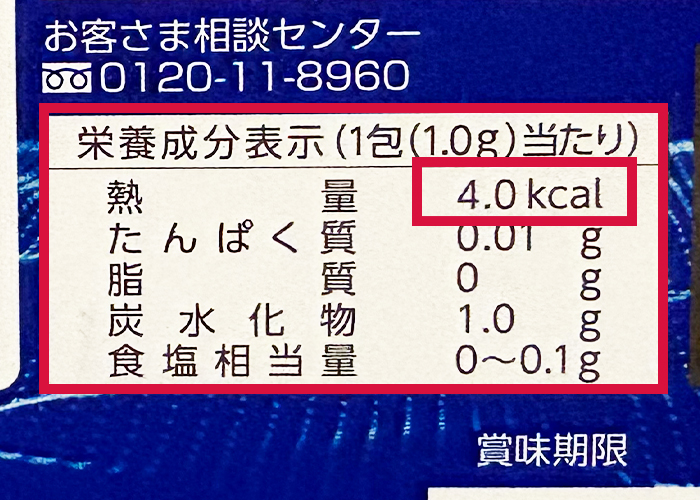 お客さま相談センター
0120-11-8960
栄養成分表示(1包(1.0g)当たり)
熱量 4.0kcal
たんぱく質 0.01 g
脂質 0 g
炭水化物 1.0 g
食塩相当量 0〜0.1g
賞味期限